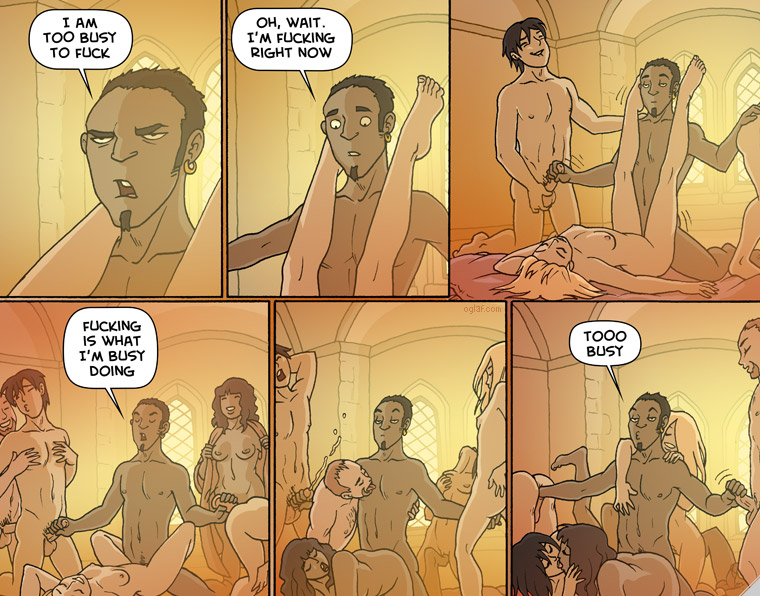 I AM
TOO BUSY
TO FUCK
OH, WAIT.
I'M FUCKING
RIGHT NOW
FUCKING
IS WHAT
I'M BUSY
DOING
oglaf.com
TOOO
BUSY